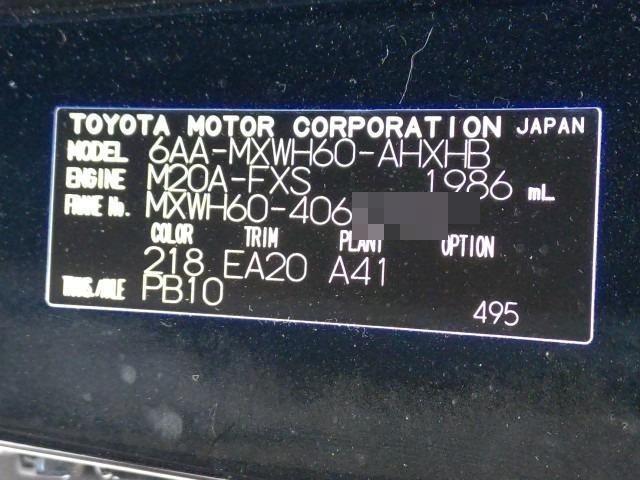 TOYOTA MOTOR CORPORATION JAPAN
MODEL 6AA-MXWH60-AHXHB
ENGINE M20A-FXS 1986 mL
FRAME No. MXWH60-406
COLOR TRIM PLANT OPTION
218 EA20 A41
TRANS./AXLE PB10
495